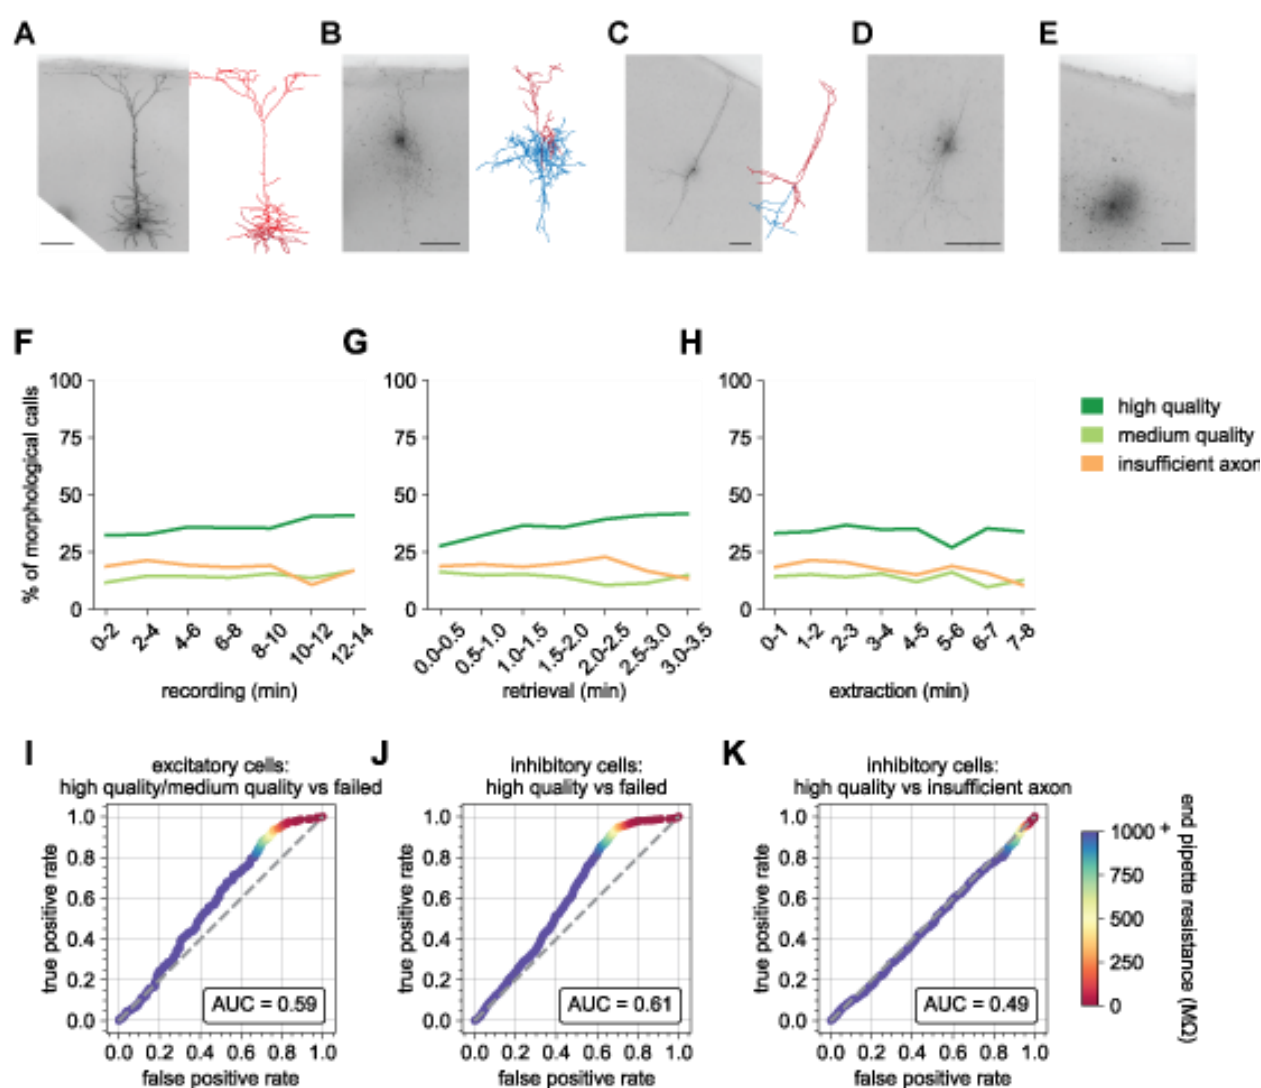 A B C D E
F G H
% of morphological calls
100 100 100
75 75 75
50 50 50
25 25 25
0 0 0
0-2 2-4 4-6 6-8 8-10 10-12 12-14
0.0-0.5 0.5-1.0 1.0-1.5 1.5-2.0 2.0-2.5 2.5-3.0 3.0-3.5
0-1 1-2 2-3 3-4 4-5 5-6 6-7 7-8
recording (min) retrieval (min) extraction (min)
high quality
medium quality
insufficient axon
I
excitatory cells:
high quality/medium quality vs failed
true positive rate
1.0
0.8
0.6
0.4
0.2
0.0
AUC = 0.59
0.0 0.2 0.4 0.6 0.8 1.0
false positive rate
J
inhibitory cells:
high quality vs failed
true positive rate
1.0
0.8
0.6
0.4
0.2
0.0
AUC = 0.61
0.0 0.2 0.4 0.6 0.8 1.0
false positive rate
K
inhibitory cells:
high quality vs insufficient axon
true positive rate
1.0
0.8
0.6
0.4
0.2
0.0
AUC = 0.49
0.0 0.2 0.4 0.6 0.8 1.0
false positive rate
1000 +
750
500
250
0
end pipette resistance (MΩ)